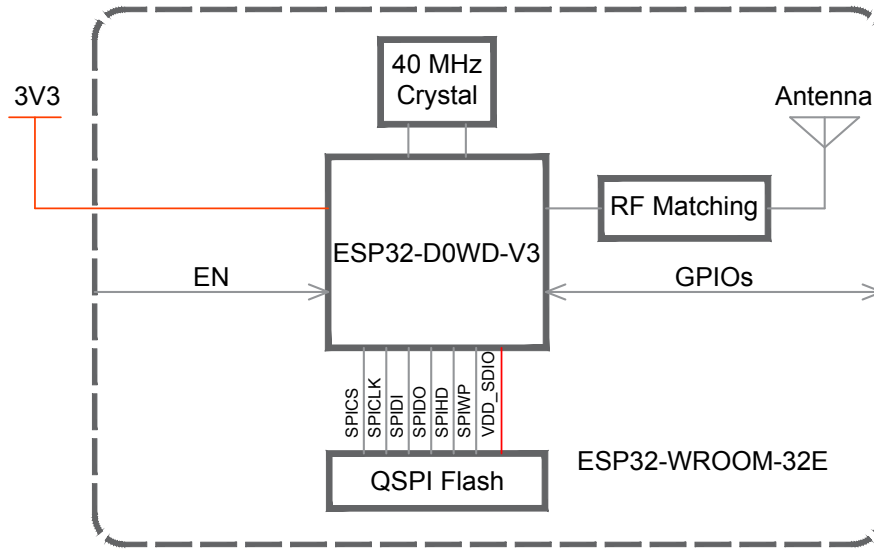 40 MHz
Crystal
3V3
Antenna
RF Matching
ESP32-D0WD-V3
EN
GPIOs
SPICS
SPICLK
SPIDI
SPIDO
SPIHD
SPIWP
VDD_SDIO
QSPI Flash
ESP32-WROOM-32E